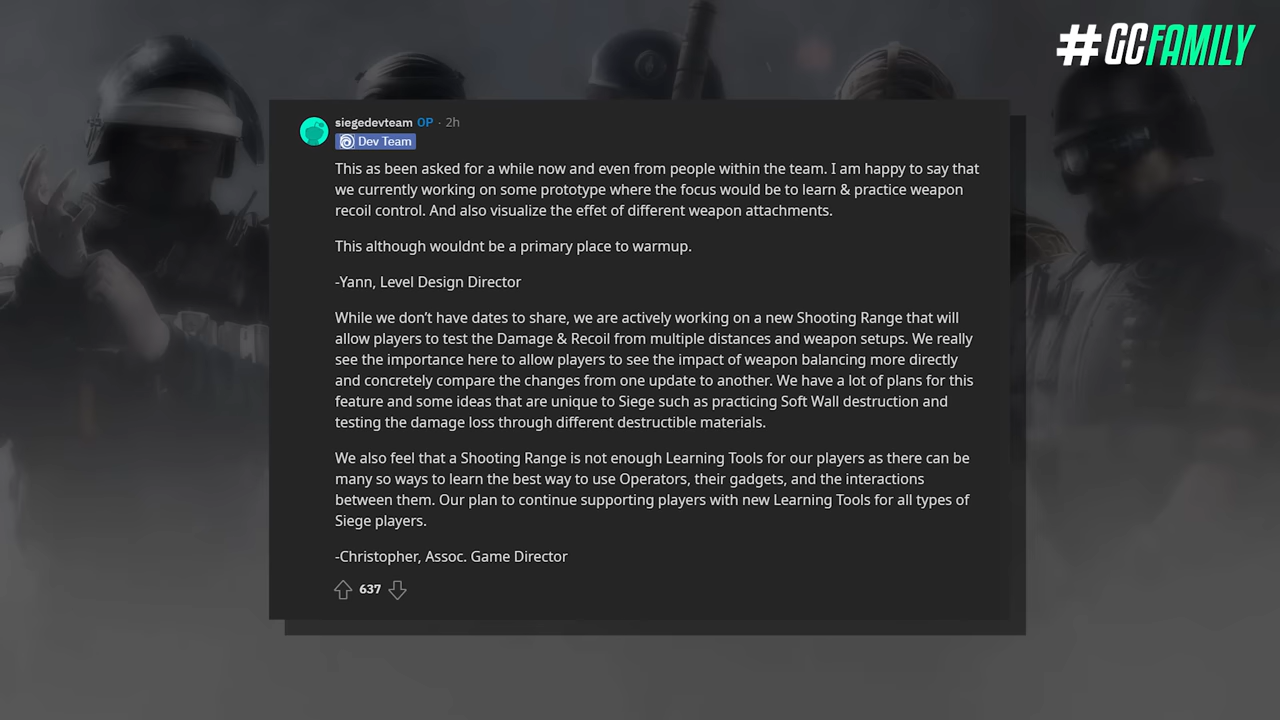 #GCFAMILY
siegedevteam OP · 2h
Dev Team
This as been asked for a while now and even from people within the team. I am happy to say that
we currently working on some prototype where the focus would be to learn & practice weapon
recoil control. And also visualize the effet of different weapon attachments.
This although wouldnt be a primary place to warmup.
-Yann, Level Design Director
While we don’t have dates to share, we are actively working on a new Shooting Range that will
allow players to test the Damage & Recoil from multiple distances and weapon setups. We really
see the importance here to allow players to see the impact of weapon balancing more directly
and concretely compare the changes from one update to another. We have a lot of plans for this
feature and some ideas that are unique to Siege such as practicing Soft Wall destruction and
testing the damage loss through different destructible materials.
We also feel that a Shooting Range is not enough Learning Tools for our players as there can be
many so ways to learn the best way to use Operators, their gadgets, and the interactions
between them. Our plan to continue supporting players with new Learning Tools for all types of
Siege players.
-Christopher, Assoc. Game Director
637